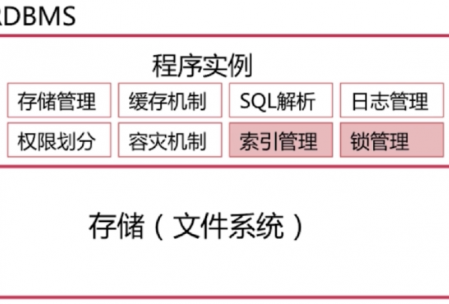 RDBMS
程序实例
存储管理 缓存机制 SQL解析 日志管理
权限划分 容灾机制 索引管理 锁管理
存储（文件系统）